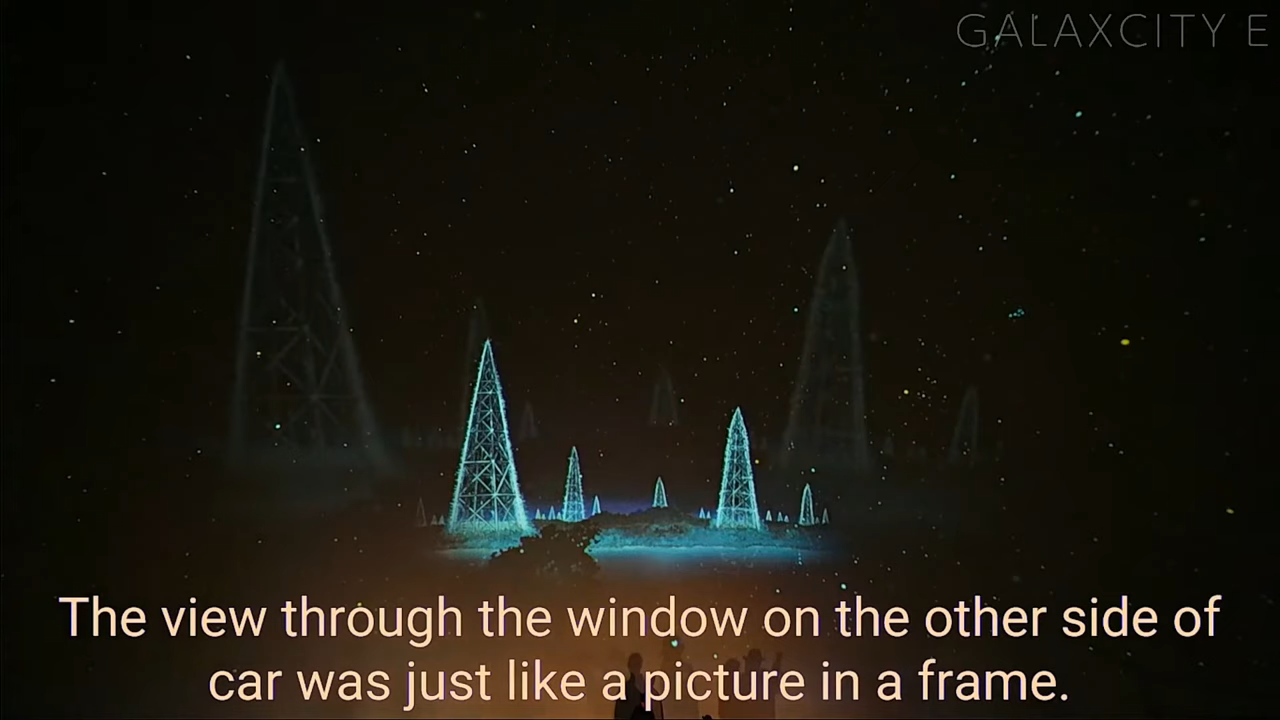 GALAXCITY E
The view through the window on the other side of
car was just like a picture in a frame.